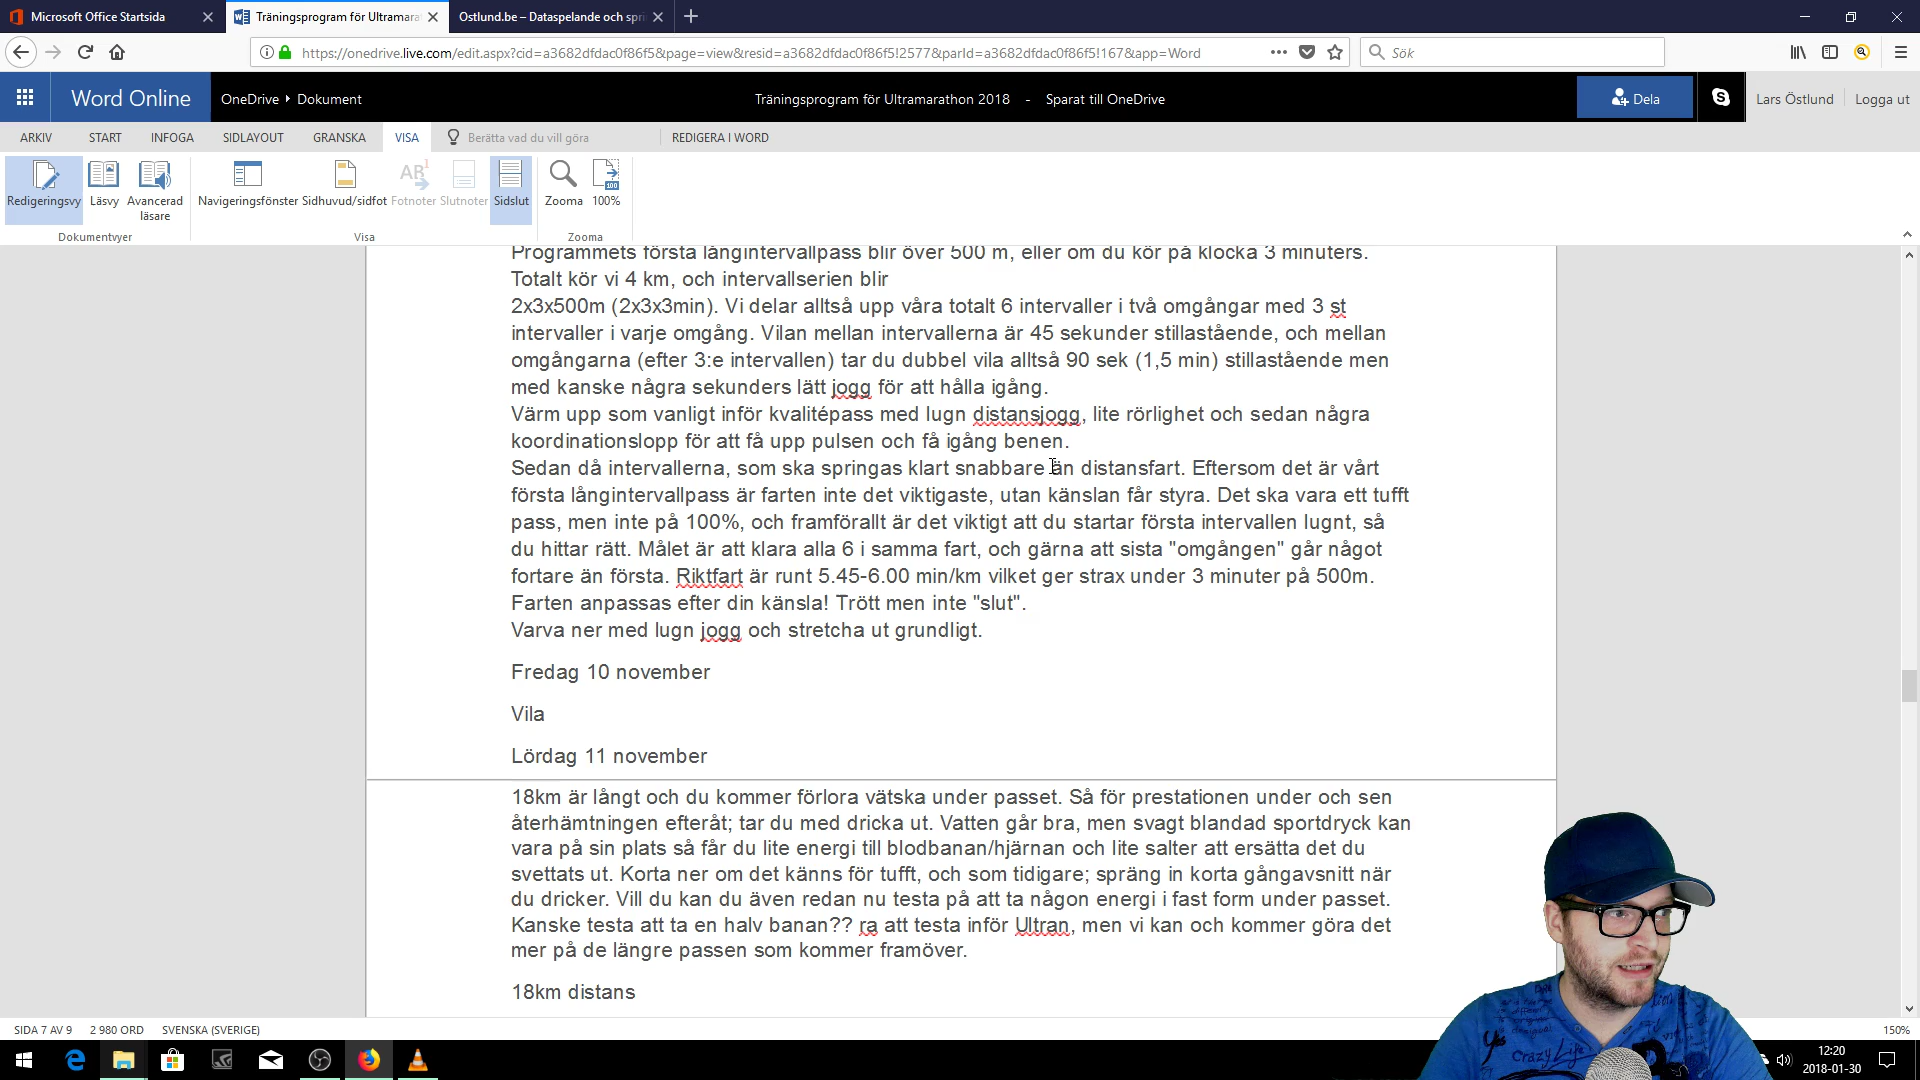 Microsoft Office Startsida
Träningsprogram för Ultramara
Ostlund.be – Dataspelande och spri
https://onedrive.live.com/edit.aspx?cid=a3682dfdac0f86f5&page=view&resid=a3682dfdac0f86f5!2577&parId=a3682dfdac0f86f5!167&app=Word
Sök
Word Online
OneDrive
Dokument
Träningsprogram för Ultramarathon 2018 - Sparat till OneDrive
Dela
Lars Östlund
Logga ut
ARKIV
START
INFOGA
SIDLAYOUT
GRANSKA
VISA
Berätta vad du vill göra
REDIGERA I WORD
Redigeringsvy
Läsvy
Avancerad läsare
Navigeringsfönster
Sidhuvud/sidfot
AB1
Fotnoter
Slutnoter
Sidslut
Zooma
100
100%
Dokumentvyer
Visa
Zooma
Programmets första långintervallpass blir över 500 m, eller om du kör på klocka 3 minuters.
Totalt kör vi 4 km, och intervallserien blir
2x3x500m (2x3x3min). Vi delar alltså upp våra totalt 6 intervaller i två omgångar med 3 st
intervaller i varje omgång. Vilan mellan intervallerna är 45 sekunder stillastående, och mellan
omgångarna (efter 3:e intervallen) tar du dubbel vila alltså 90 sek (1,5 min) stillastående men
med kanske några sekunders lätt jogg för att hålla igång.
Värm upp som vanligt inför kvalitépass med lugn distansjogg, lite rörlighet och sedan några
koordinationslopp för att få upp pulsen och få igång benen.
Sedan då intervallerna, som ska springas klart snabbare än distansfart. Eftersom det är vårt
första långintervallpass är farten inte det viktigaste, utan känslan får styra. Det ska vara ett tufft
pass, men inte på 100%, och framförallt är det viktigt att du startar första intervallen lugnt, så
du hittar rätt. Målet är att klara alla 6 i samma fart, och gärna att sista "omgången" går något
fortare än första. Riktfart är runt 5.45-6.00 min/km vilket ger strax under 3 minuter på 500m.
Farten anpassas efter din känsla! Trött men inte "slut".
Varva ner med lugn jogg och stretcha ut grundligt.
Fredag 10 november
Vila
Lördag 11 november
18km är långt och du kommer förlora vätska under passet. Så för prestationen under och sen
återhämtningen efteråt; tar du med dricka ut. Vatten går bra, men svagt blandad sportdryck kan
vara på sin plats så får du lite energi till blodbanan/hjärnan och lite salter att ersätta det du
svettats ut. Korta ner om det känns för tufft, och som tidigare; spräng in korta gångavsnitt när
du dricker. Vill du kan du även redan nu testa på att ta någon energi i fast form under passet.
Kanske testa att ta en halv banan?? ra att testa inför Ultran, men vi kan och kommer göra det
mer på de längre passen som kommer framöver.
18km distans
SIDA 7 AV 9
2 980 ORD
SVENSKA (SVERIGE)
150%
Crazy Life
12:20
2018-01-30